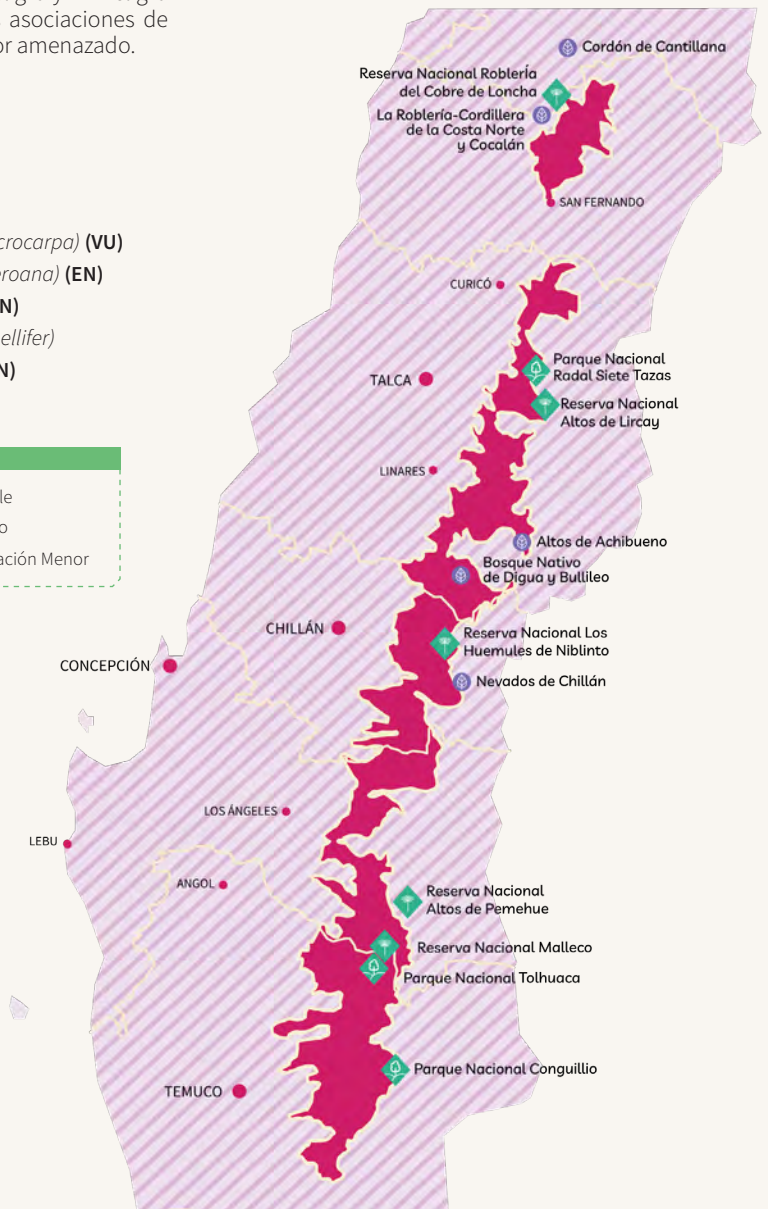 asociaciones de
or amenazado.
crocarpa) (VU)
eroana) (EN)
N)
ellifer)
N)
le
o
ación Menor
Cordón de Cantillana
Reserva Nacional Roblería
del Cobre de Loncha
La Roblería-Cordillera
de la Costa Norte
y Cocalán
SAN FERNANDO
CURICÓ
Parque Nacional
Radal Siete Tazas
TALCA
Reserva Nacional
Altos de Lircay
LINARES
Altos de Achibueno
Bosque Nativo
de Digua y Bullileo
CHILLÁN
Reserva Nacional Los
Huemules de Niblinto
CONCEPCIÓN
Nevados de Chillán
LOS ÁNGELES
LEBU
ANGOL
Reserva Nacional
Altos de Pemehue
Reserva Nacional Malleco
Parque Nacional Tolhuaca
Parque Nacional Conguillio
TEMUCO